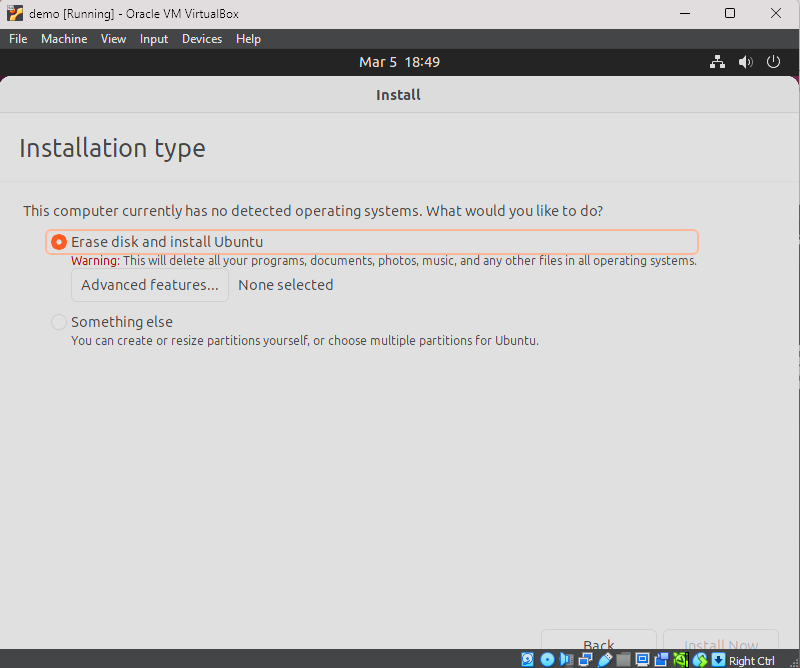 demo [Running] - Oracle VM VirtualBox
File Machine View Input Devices Help
Mar 5 18:49
Install
Installation type
This computer currently has no detected operating systems. What would you like to do?
Erase disk and install Ubuntu
Warning: This will delete all your programs, documents, photos, music, and any other files in all operating systems.
Advanced features... None selected
Something else
You can create or resize partitions yourself, or choose multiple partitions for Ubuntu.
Back Install Now
Right Ctrl